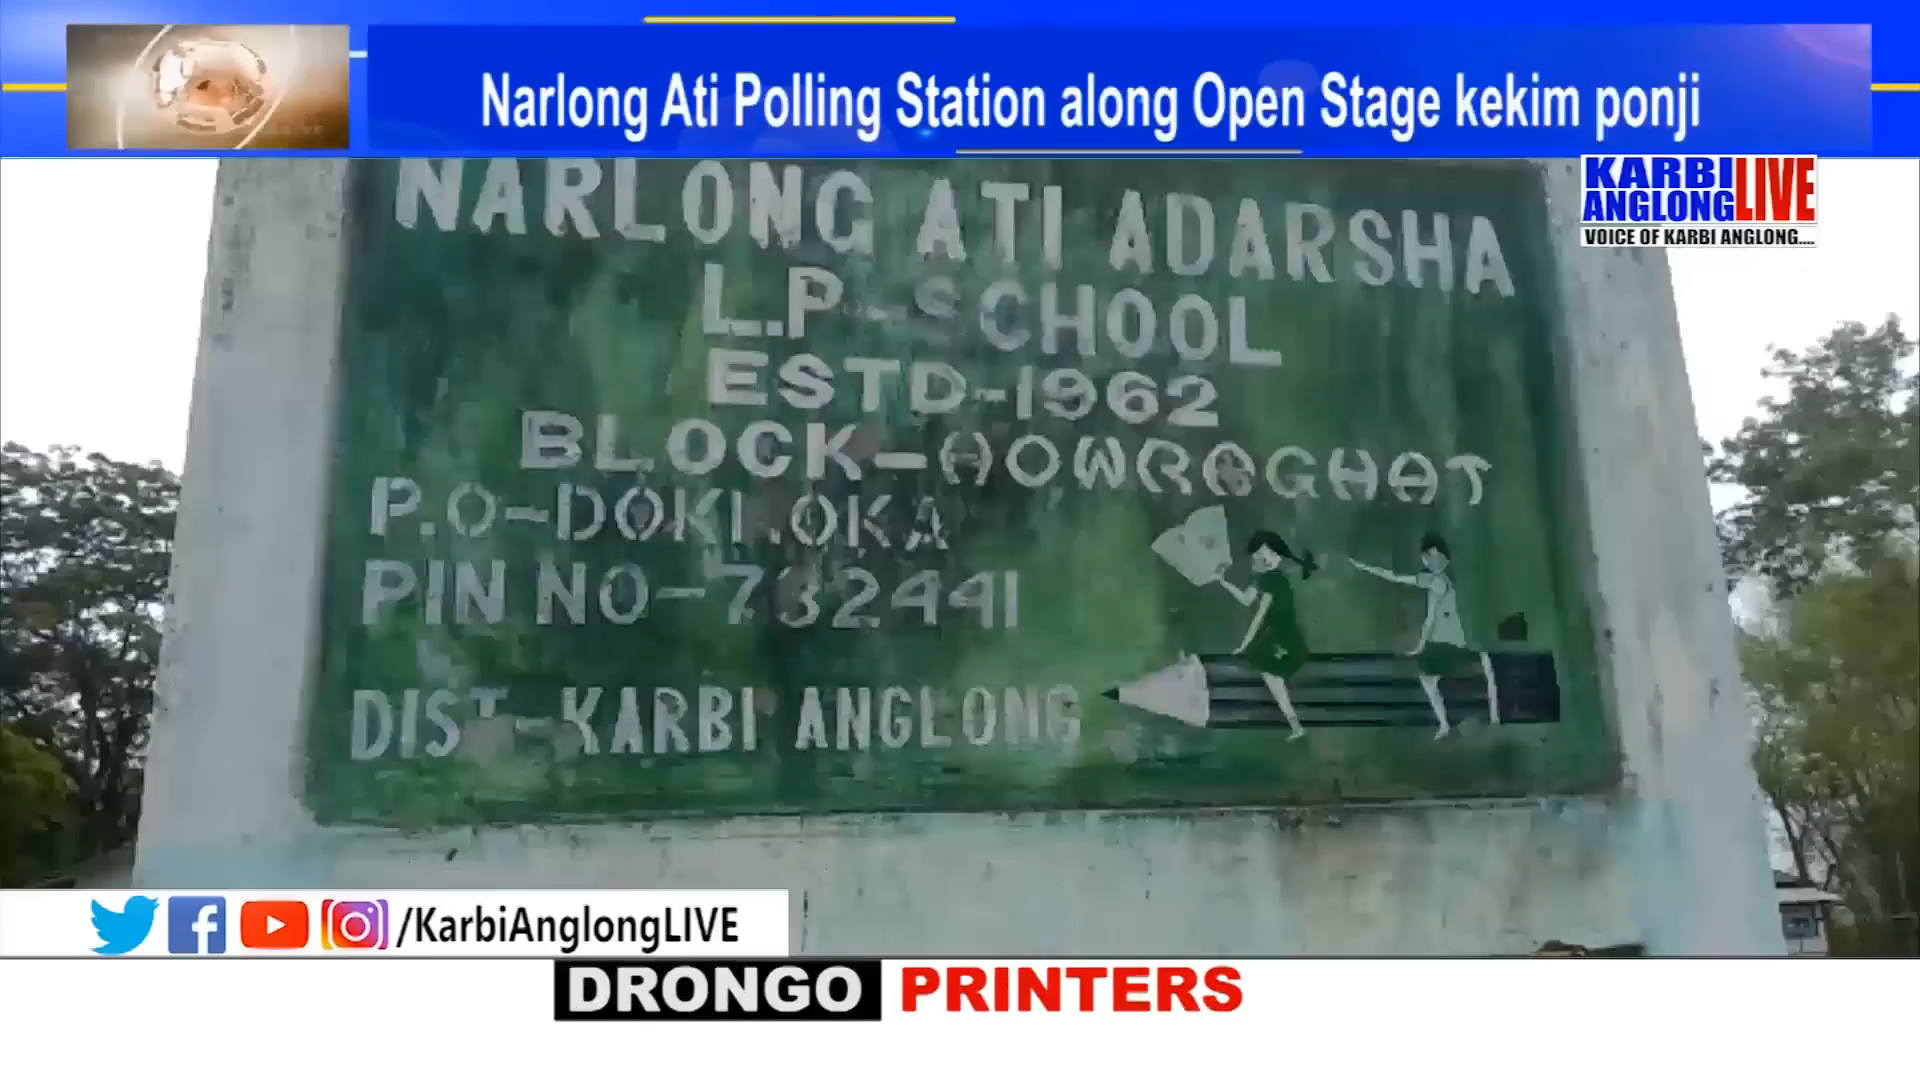 Narlong Ati Polling Station along Open Stage kekim ponji
KARBI
ANGLONG LIVE
VOICE OF KARBI ANGLONG....
NARLONG ATI ADARSHA
L.P-SCHOOL
ESTD-1962
BLOCK-HOWRAGHAT
P.O-DOKMOKA
PIN NO-782441
DIST-KARBI ANGLONG
/KarbiAnglongLIVE
DRONGO PRINTERS